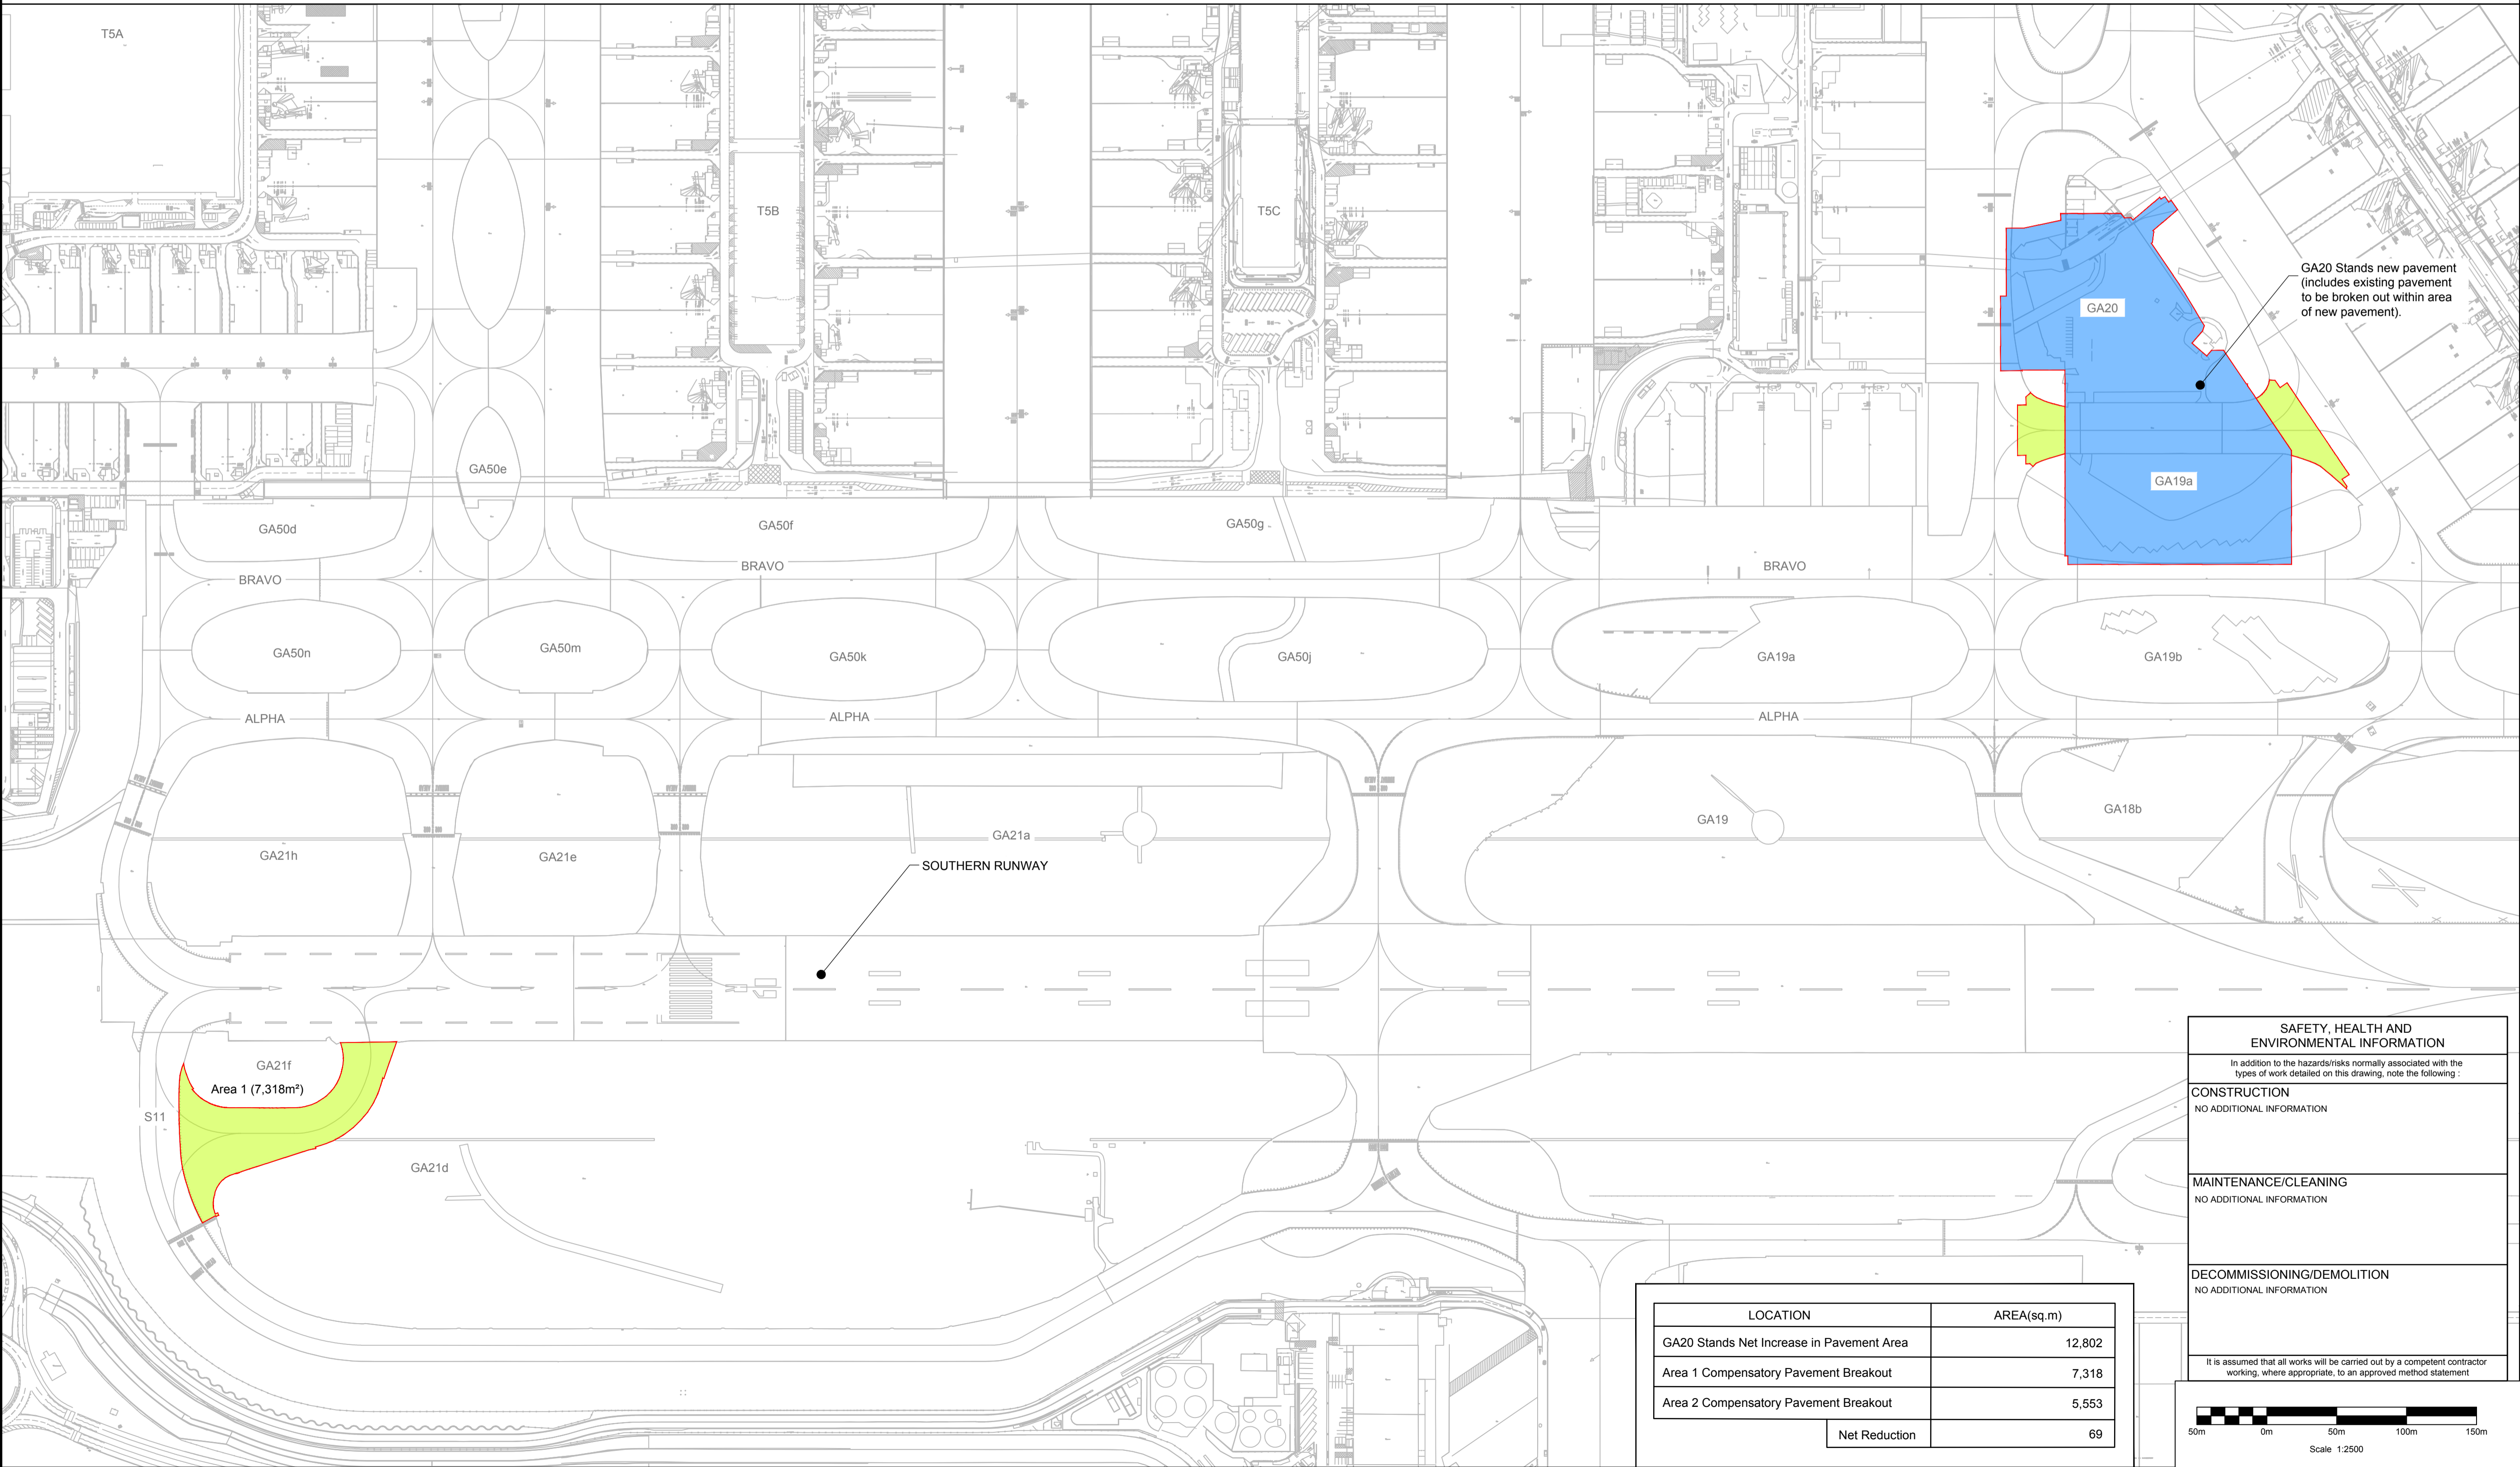 T5A
T5B
T5C
GA20 Stands new pavement
(includes existing pavement
to be broken out within area
of new pavement).
GA20
GA19a
GA50e
GA50d
GA50f
GA50g
BRAVO
BRAVO
BRAVO
GA50n
GA50m
GA50k
GA50j
GA19a
GA19b
ALPHA
ALPHA
ALPHA
GA21h
GA21e
GA21a
GA19
GA18b
SOUTHERN RUNWAY
GA21f
Area 1 (7,318m²)
S11
GA21d
SAFETY, HEALTH AND
ENVIRONMENTAL INFORMATION
In addition to the hazards/risks normally associated with the
types of work detailed on this drawing, note the following :
CONSTRUCTION
NO ADDITIONAL INFORMATION
MAINTENANCE/CLEANING
NO ADDITIONAL INFORMATION
DECOMMISSIONING/DEMOLITION
NO ADDITIONAL INFORMATION
It is assumed that all works will be carried out by a competent contractor
working, where appropriate, to an approved method statement
LOCATION AREA(sq.m)
GA20 Stands Net Increase in Pavement Area 12,802
Area 1 Compensatory Pavement Breakout 7,318
Area 2 Compensatory Pavement Breakout 5,553
Net Reduction 69
50m 0m 50m 100m 150m
Scale 1:2500